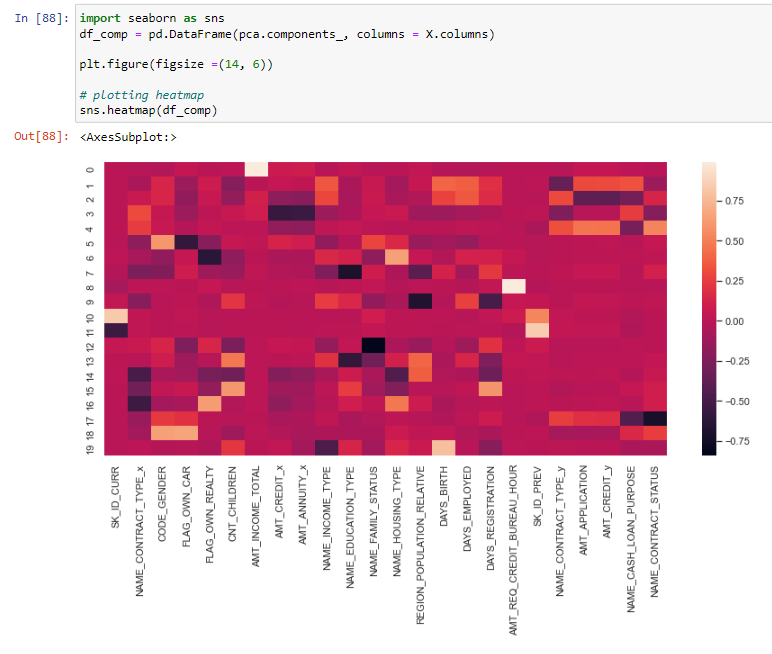 In [88]: import seaborn as sns
df_comp = pd.DataFrame(pca.components_, columns = X.columns)
plt.figure(figsize =(14, 6))
# plotting heatmap
sns.heatmap(df_comp)
Out[88]: <AxesSubplot:>
0
1
2
3
4
5
6
7
8
9
10
11
12
13
14
15
16
17
18
19
0.75
0.50
0.25
0.00
−0.25
−0.50
−0.75
SK_ID_CURR
NAME_CONTRACT_TYPE_x
CODE_GENDER
FLAG_OWN_CAR
FLAG_OWN_REALTY
CNT_CHILDREN
AMT_INCOME_TOTAL
AMT_CREDIT_x
AMT_ANNUITY_x
NAME_INCOME_TYPE
NAME_EDUCATION_TYPE
NAME_FAMILY_STATUS
NAME_HOUSING_TYPE
REGION_POPULATION_RELATIVE
DAYS_BIRTH
DAYS_EMPLOYED
DAYS_REGISTRATION
AMT_REQ_CREDIT_BUREAU_HOUR
SK_ID_PREV
NAME_CONTRACT_TYPE_y
AMT_APPLICATION
AMT_CREDIT_y
NAME_CASH_LOAN_PURPOSE
NAME_CONTRACT_STATUS